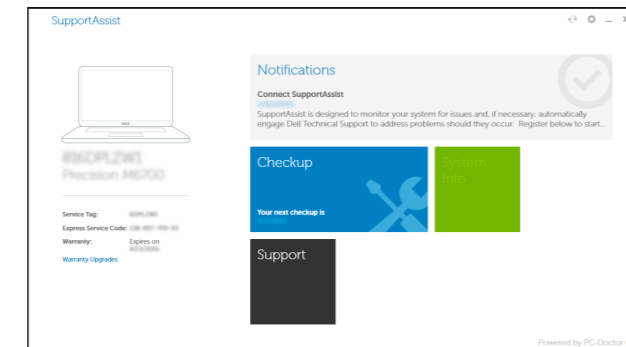 SupportAssist
DELL
Precision M6700
Service Tag:
Express Service Code:
Warranty: Expires on
Warranty Upgrades
Notifications
Connect SupportAssist
SupportAssist is designed to monitor your system for issues and, if necessary, automatically
engage Dell Technical Support to address problems should they occur. Register below to start...
Checkup
Your next checkup is
System
Info
Support
Powered by PC-Doctor